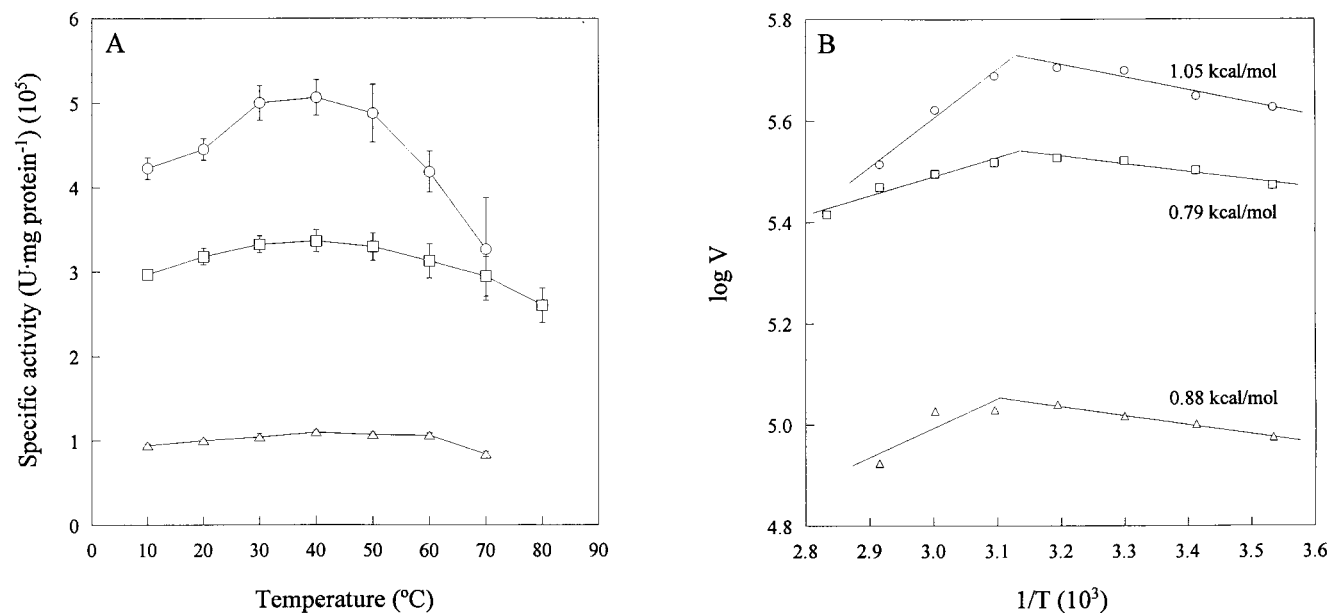 A
Specific activity (U·mg protein⁻¹) (10⁵)
6
5
4
3
2
1
0
0 10 20 30 40 50 60 70 80 90
Temperature (ºC)
B
log V
5.8
5.6
5.4
5.2
5.0
4.8
1.05 kcal/mol
0.79 kcal/mol
0.88 kcal/mol
2.8 2.9 3.0 3.1 3.2 3.3 3.4 3.5 3.6
1/T (10³)